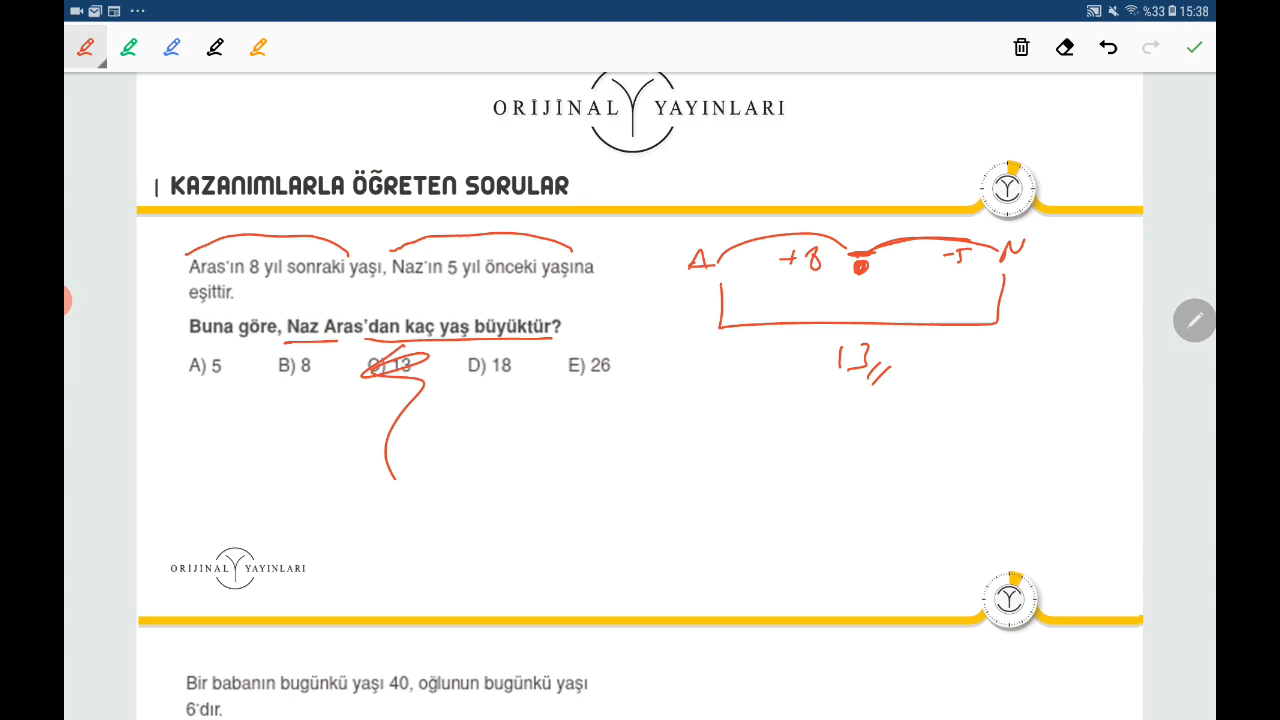 %33 15:38
ORİJİNAL YAYINLARI
KAZANIMLARLA ÖĞRETEN SORULAR
Aras'ın 8 yıl sonraki yaşı, Naz'ın 5 yıl önceki yaşına
eşittir.
Buna göre, Naz Aras'dan kaç yaş büyüktür?
A) 5 B) 8 C) 13 D) 18 E) 26
A +8 -5 N
13
ORİJİNAL YAYINLARI
Bir babanın bugünkü yaşı 40, oğlunun bugünkü yaşı
6'dır.